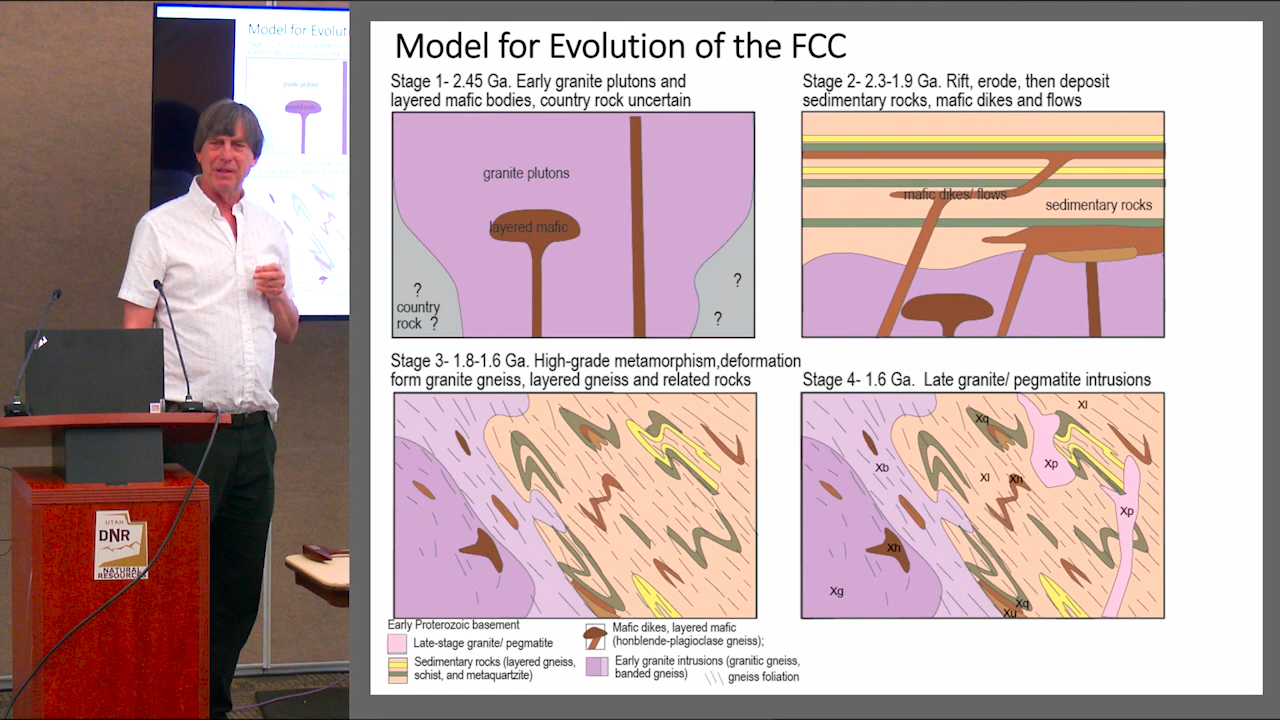 Model for Evolution of the FCC
Stage 1- 2.45 Ga. Early granite plutons and
layered mafic bodies, country rock uncertain
granite plutons
layered mafic
?
country
rock ?
?
?
Stage 2- 2.3-1.9 Ga. Rift, erode, then deposit
sedimentary rocks, mafic dikes and flows
mafic dikes/ flows
sedimentary rocks
Stage 3- 1.8-1.6 Ga. High-grade metamorphism,deformation
form granite gneiss, layered gneiss and related rocks
Stage 4- 1.6 Ga. Late granite/ pegmatite intrusions
Xq
Xl
Xb
Xl
Xh
Xp
Xp
Xh
Xg
Xq
Xu
Early Proterozoic basement
Late-stage granite/ pegmatite
Sedimentary rocks (layered gneiss,
schist, and metaquartzite)
Mafic dikes, layered mafic
(honblende-plagioclase gneiss);
Early granite intrusions (granitic gneiss,
banded gneiss)
gneiss foliation
Model for Evolut
granite plutons
UTAH
DNR
NATURAL
RESOURCES